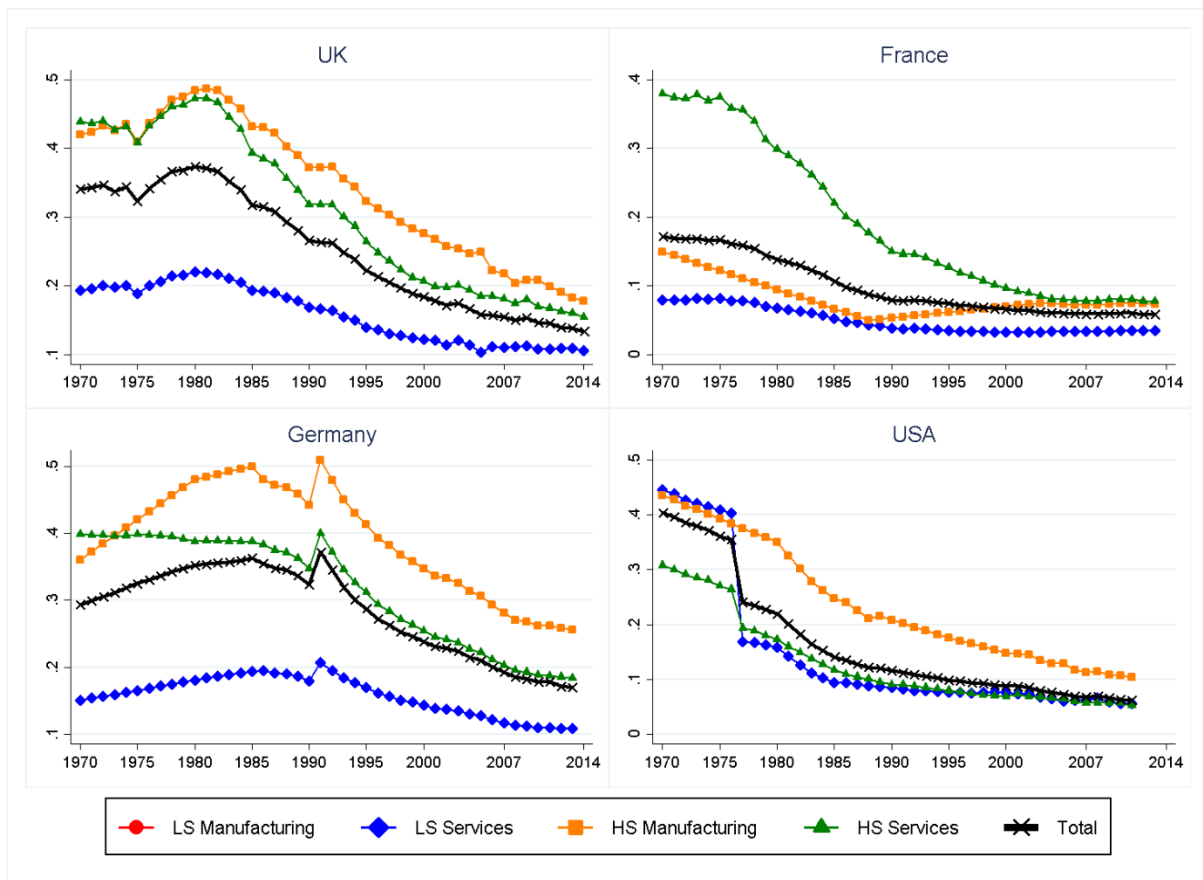 UK
.5
.4
.3
.2
.1
1970 1975 1980 1985 1990 1995 2000 2007 2014
France
.4
.3
.2
.1
0
1970 1975 1980 1985 1990 1995 2000 2007 2014
Germany
.5
.4
.3
.2
.1
1970 1975 1980 1985 1990 1995 2000 2007 2014
USA
.5
.4
.3
.2
.1
0
1970 1975 1980 1985 1990 1995 2000 2007 2014
LS Manufacturing LS Services HS Manufacturing HS Services Total